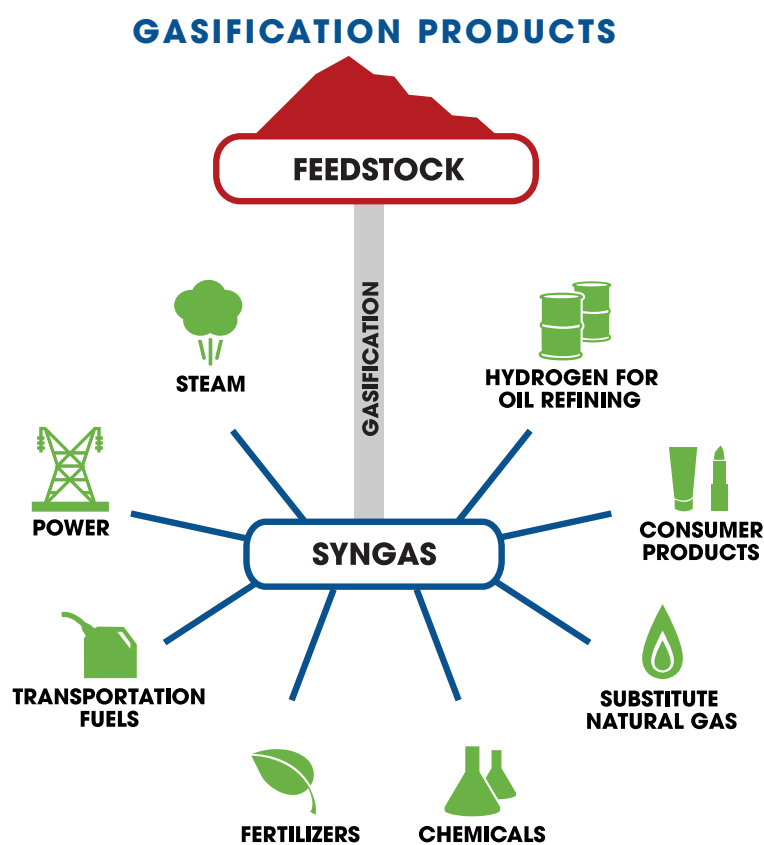 GASIFICATION PRODUCTS
FEEDSTOCK
GASIFICATION
STEAM
HYDROGEN FOR
OIL REFINING
POWER
CONSUMER
PRODUCTS
SYNGAS
TRANSPORTATION
FUELS
SUBSTITUTE
NATURAL GAS
FERTILIZERS
CHEMICALS